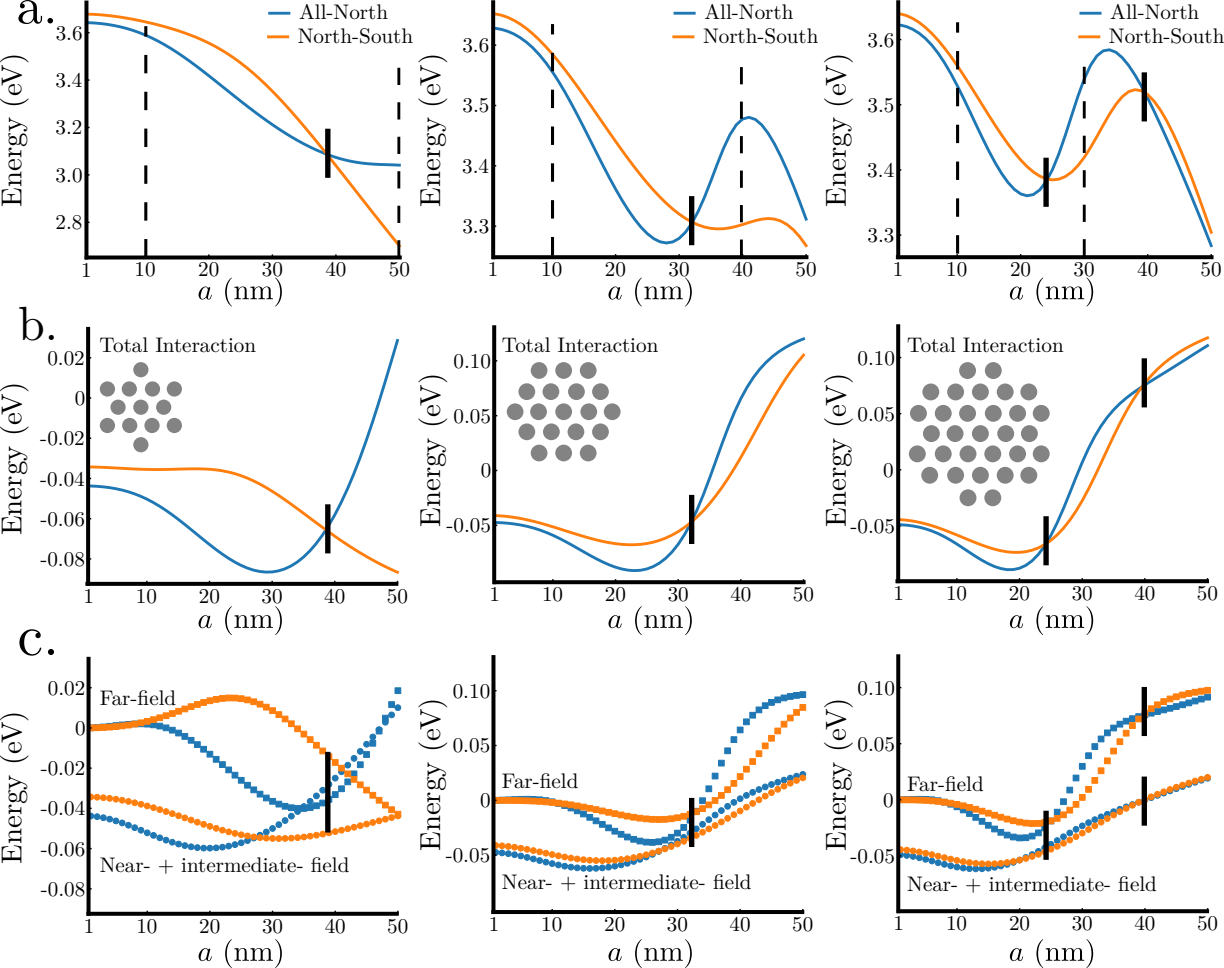 a.
Energy (eV)
3.6
3.4
3.2
3.0
2.8
1 10 20 30 40 50
a (nm)
All-North
North-South
Energy (eV)
3.6
3.5
3.4
3.3
1 10 20 30 40 50
a (nm)
All-North
North-South
Energy (eV)
3.6
3.5
3.4
3.3
1 10 20 30 40 50
a (nm)
All-North
North-South
b.
Energy (eV)
0.02
0
-0.02
-0.04
-0.06
-0.08
1 10 20 30 40 50
a (nm)
Total Interaction
Energy (eV)
0.10
0.05
0
-0.05
1 10 20 30 40 50
a (nm)
Total Interaction
Energy (eV)
0.10
0.05
0
-0.05
1 10 20 30 40 50
a (nm)
Total Interaction
c.
Energy (eV)
0.02
0
-0.02
-0.04
-0.06
-0.08
1 10 20 30 40 50
a (nm)
Far-field
Near- + intermediate- field
Energy (eV)
0.10
0.05
0
-0.05
1 10 20 30 40 50
a (nm)
Far-field
Near- + intermediate- field
Energy (eV)
0.10
0.05
0
-0.05
1 10 20 30 40 50
a (nm)
Far-field
Near- + intermediate- field